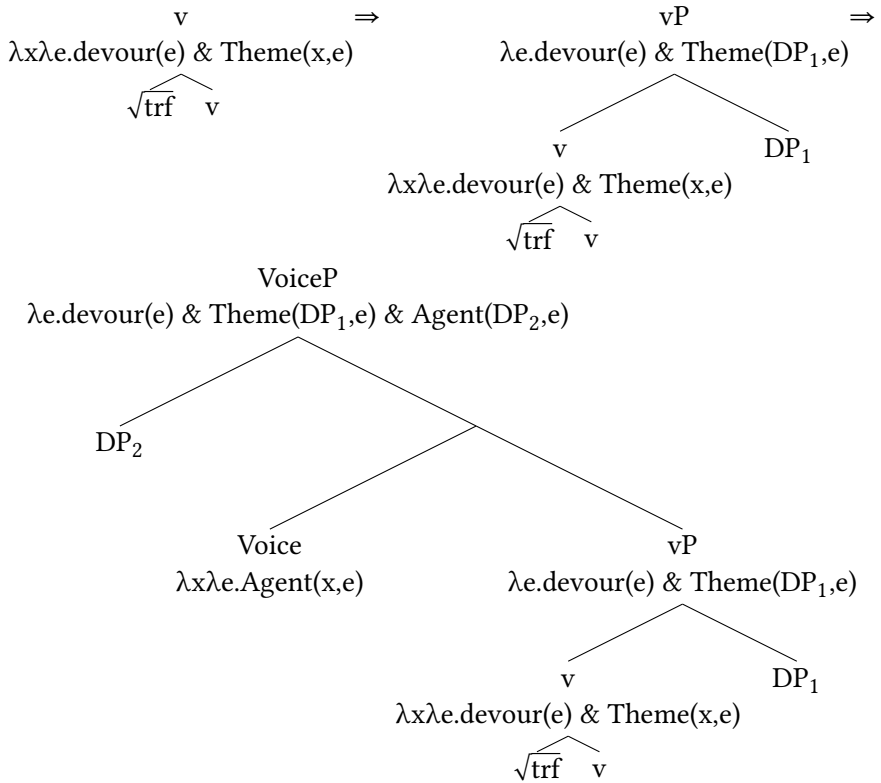 v ⇒ vP ⇒
λxλe.devour(e) & Theme(x,e) λe.devour(e) & Theme(DP₁,e)
√trf v
v DP₁
λxλe.devour(e) & Theme(x,e)
√trf v
VoiceP
λe.devour(e) & Theme(DP₁,e) & Agent(DP₂,e)
DP₂
Voice vP
λxλe.Agent(x,e) λe.devour(e) & Theme(DP₁,e)
v DP₁
λxλe.devour(e) & Theme(x,e)
√trf v